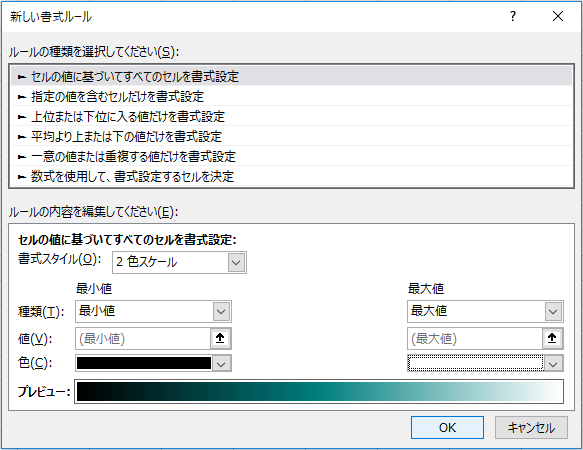 新しい書式ルール ? ×
ルールの種類を選択してください(S):
► セルの値に基づいてすべてのセルを書式設定
► 指定の値を含むセルだけを書式設定
► 上位または下位に入る値だけを書式設定
► 平均より上または下の値だけを書式設定
► 一意の値または重複する値だけを書式設定
► 数式を使用して、書式設定するセルを決定
ルールの内容を編集してください(E):
セルの値に基づいてすべてのセルを書式設定:
書式スタイル(O): 2 色スケール
最小値 最大値
種類(T): 最小値 最大値
値(V): (最小値) (最大値)
色(C):
プレビュー:
OK キャンセル